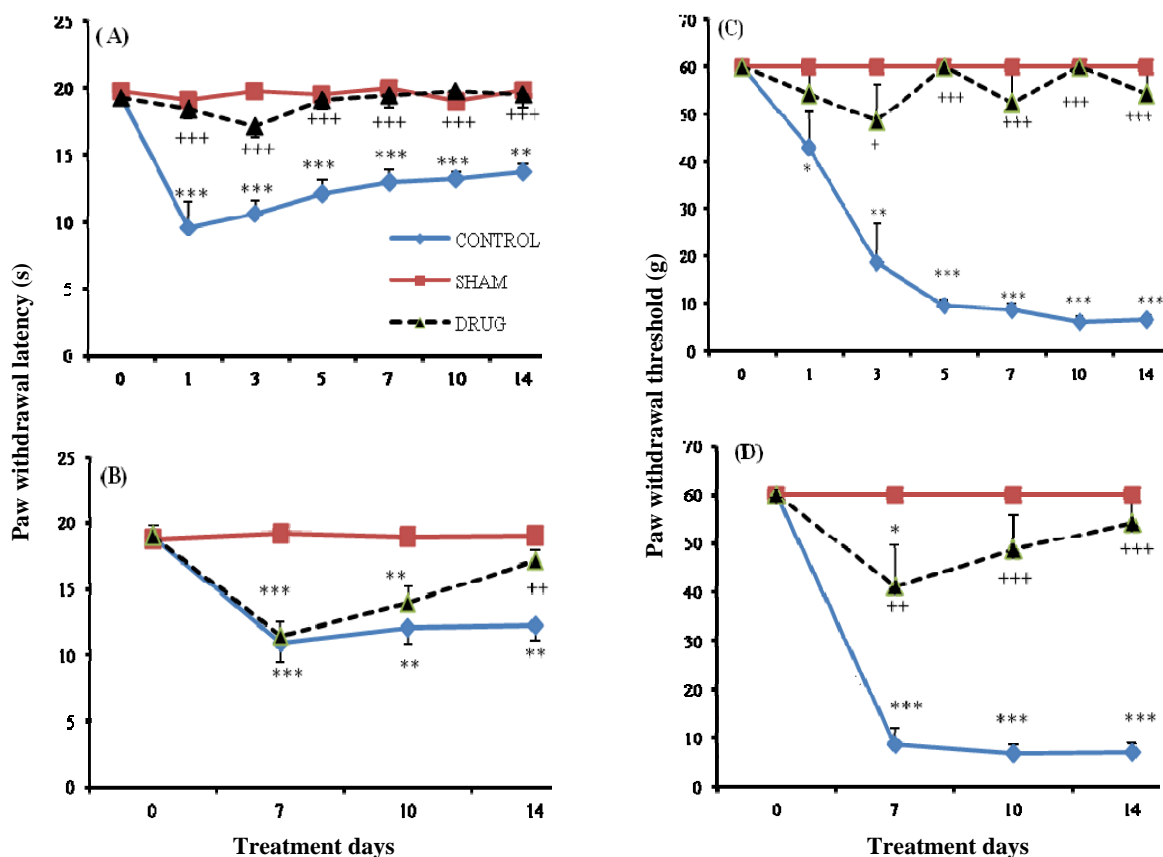 Paw withdrawal latency (s)
(A)
25
20
15
10
5
0
+++ +++ +++ +++ +++ +++
*** *** *** *** *** **
CONTROL
SHAM
DRUG
0 1 3 5 7 10 14
(B)
25
20
15
10
5
0
*** ** ++
*** ** **
0 7 10 14
Treatment days
Paw withdrawal threshold (g)
(C)
70
60
50
40
30
20
10
0
+ +++ +++ +++ +++
* ** *** *** *** ***
0 1 3 5 7 10 14
(D)
70
60
50
40
30
20
10
0
*
++ +++ +++
*** *** ***
0 7 10 14
Treatment days